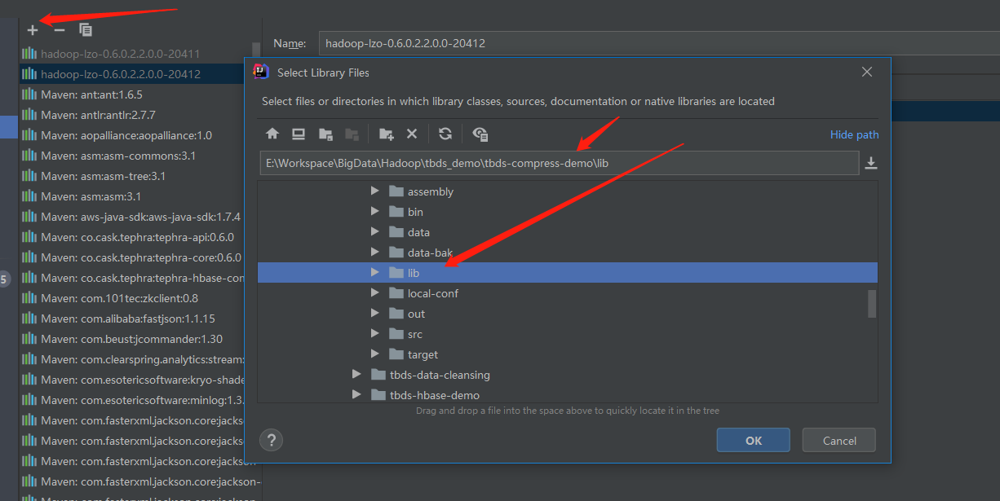 Name:
hadoop-lzo-0.6.0.2.2.0.0-20412
hadoop-lzo-0.6.0.2.2.0.0-20411
hadoop-lzo-0.6.0.2.2.0.0-20412
Maven: ant:ant:1.6.5
Maven: antlr:antlr:2.7.7
Maven: aopalliance:aopalliance:1.0
Maven: asm:asm-commons:3.1
Maven: asm:asm-tree:3.1
Maven: asm:asm:3.1
Maven: aws-java-sdk:aws-java-sdk:1.7.4
Maven: co.cask.tephra:tephra-api:0.6.0
Maven: co.cask.tephra:tephra-core:0.6.0
Maven: co.cask.tephra:tephra-hbase-com
Maven: com.101tec:zkclient:0.8
Maven: com.alibaba:fastjson:1.1.15
Maven: com.beust:jcommander:1.30
Maven: com.clearspring.analytics:stream:
Maven: com.esotericsoftware:kryo-shade
Maven: com.esotericsoftware:minlog:1.3.
Maven: com.fasterxml.jackson.core:jacks
Maven: com.fasterxml.jackson.core:jacks
Maven: com.fasterxml.jackson.core:jackson
Maven: com.fasterxml.jackson.core:jackson-
5
Select Library Files
Select files or directories in which library classes, sources, documentation or native libraries are located
Hide path
E:\Workspace\BigData\Hadoop\tbds_demo\tbds-compress-demo\lib
assembly
bin
data
data-bak
lib
local-conf
out
src
target
tbds-data-cleansing
tbds-hbase-demo
Drag and drop a file into the space above to quickly locate it in the tree
?
OK
Cancel